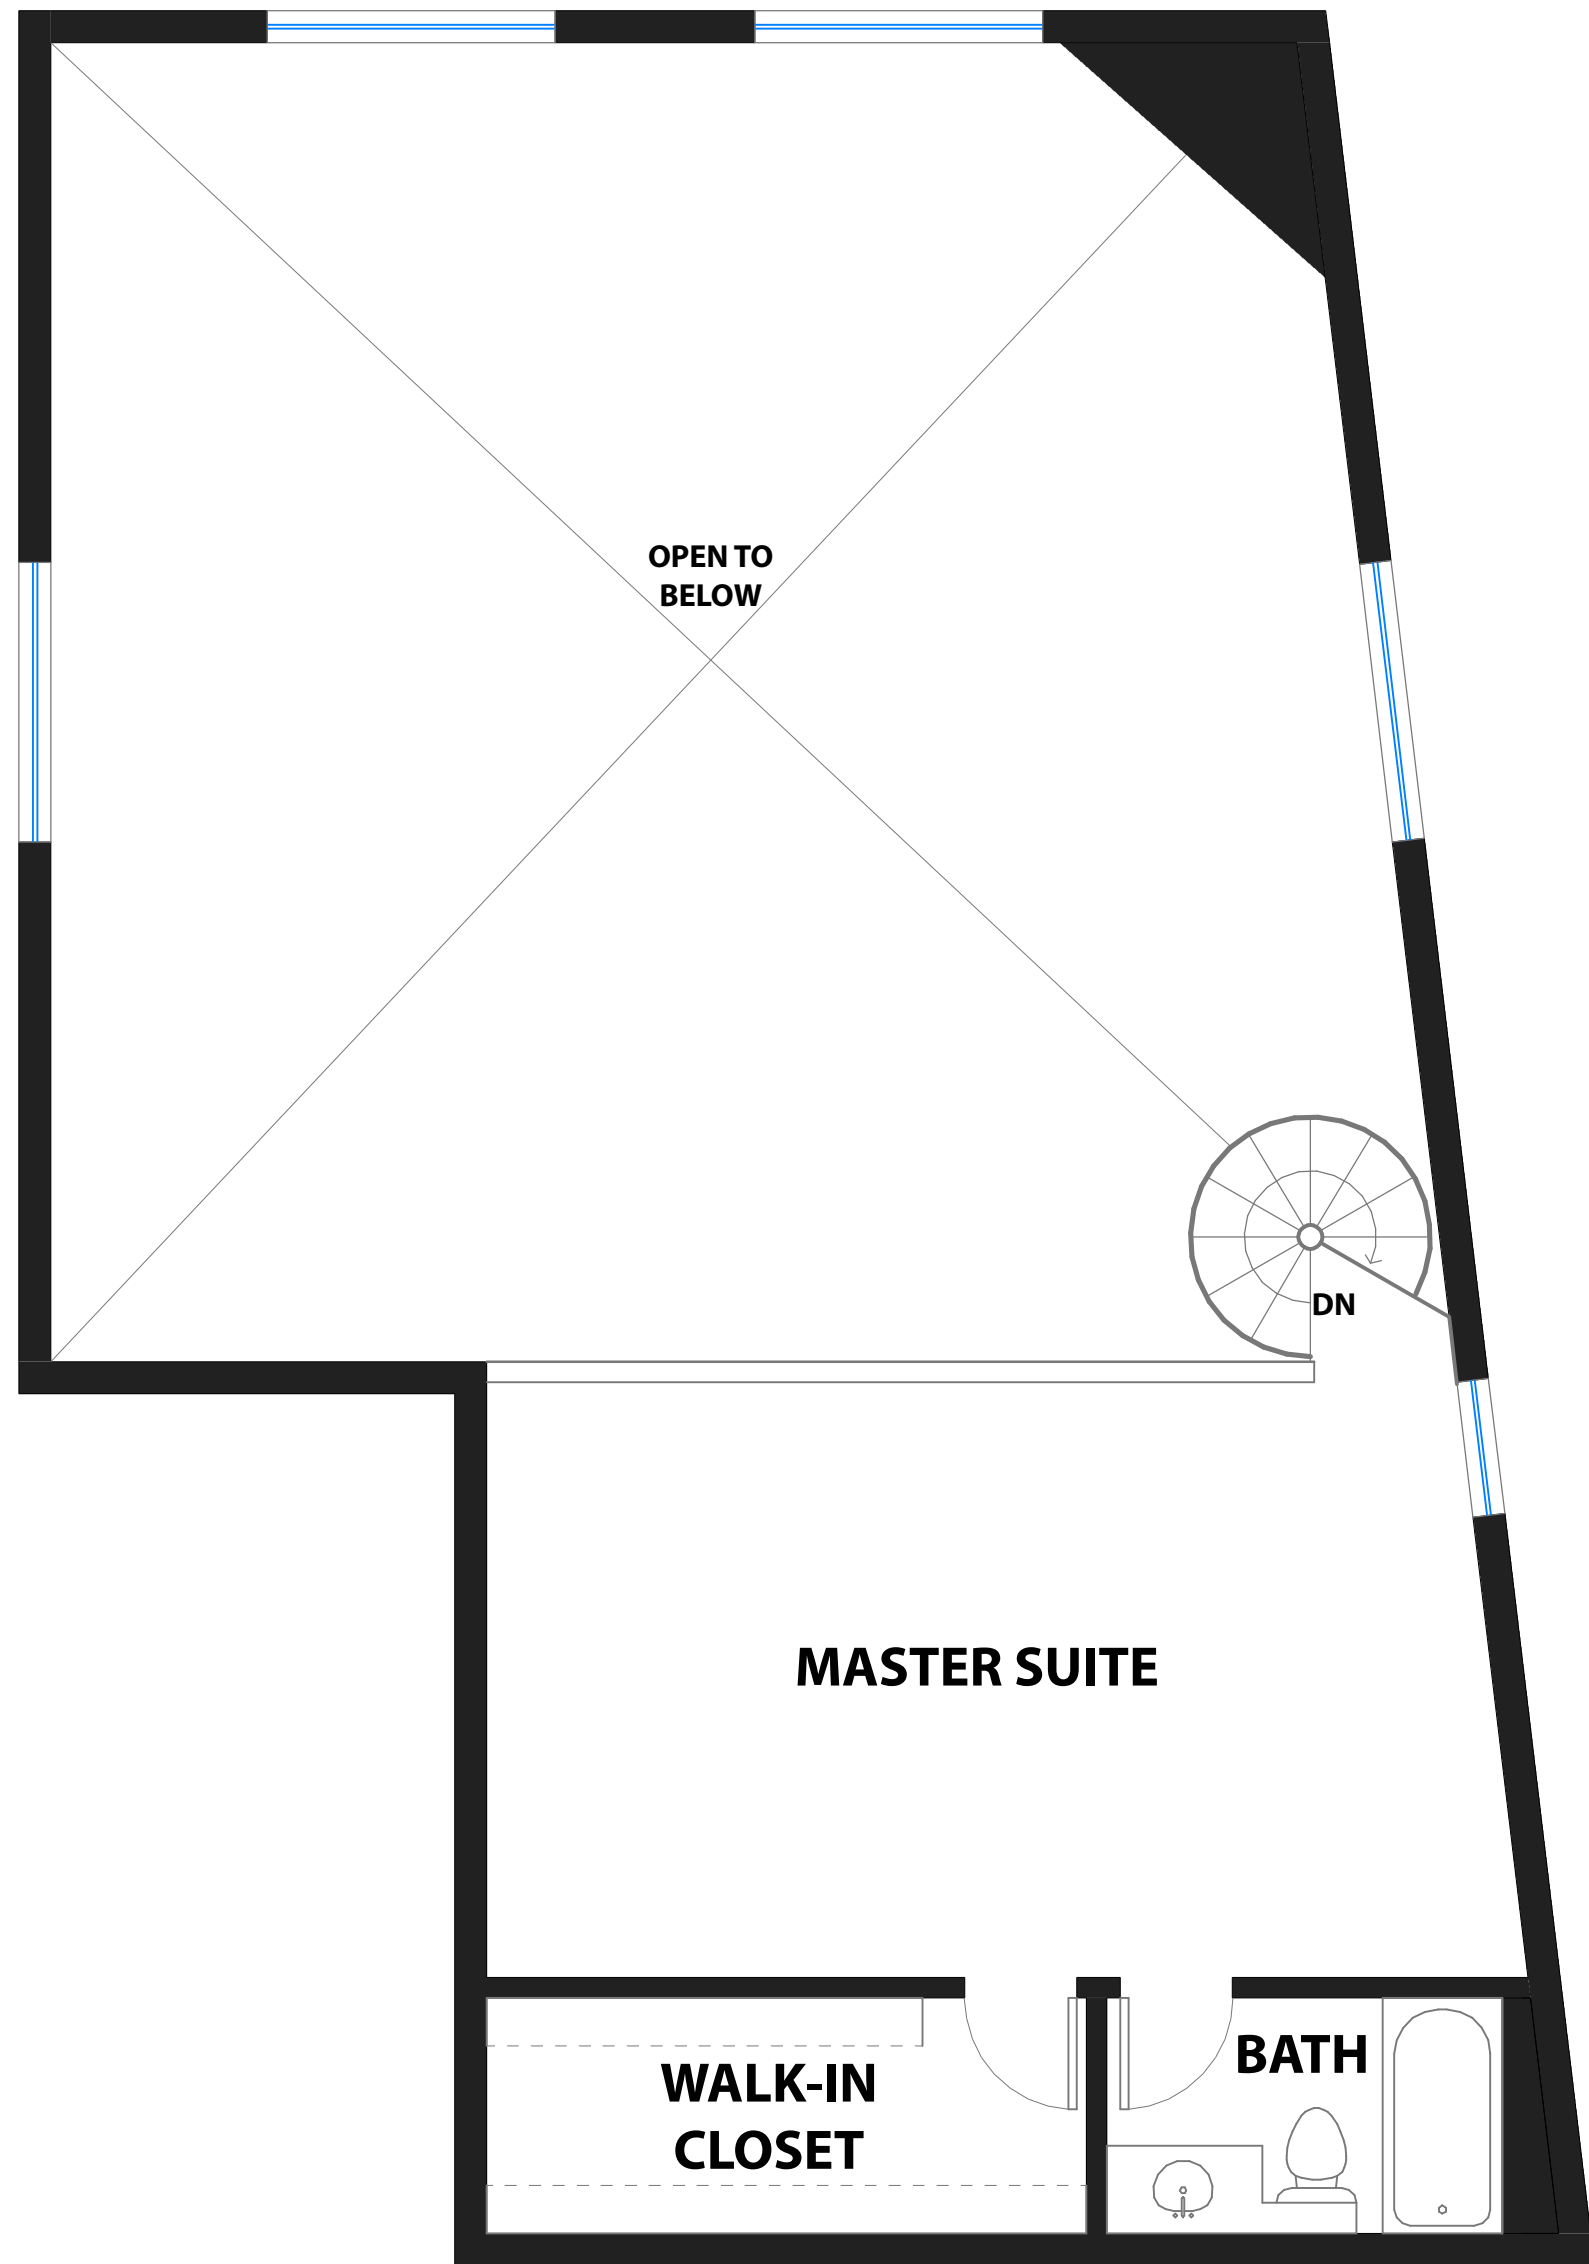 OPEN TO
BELOW
DN
MASTER SUITE
WALK-IN
CLOSET
BATH